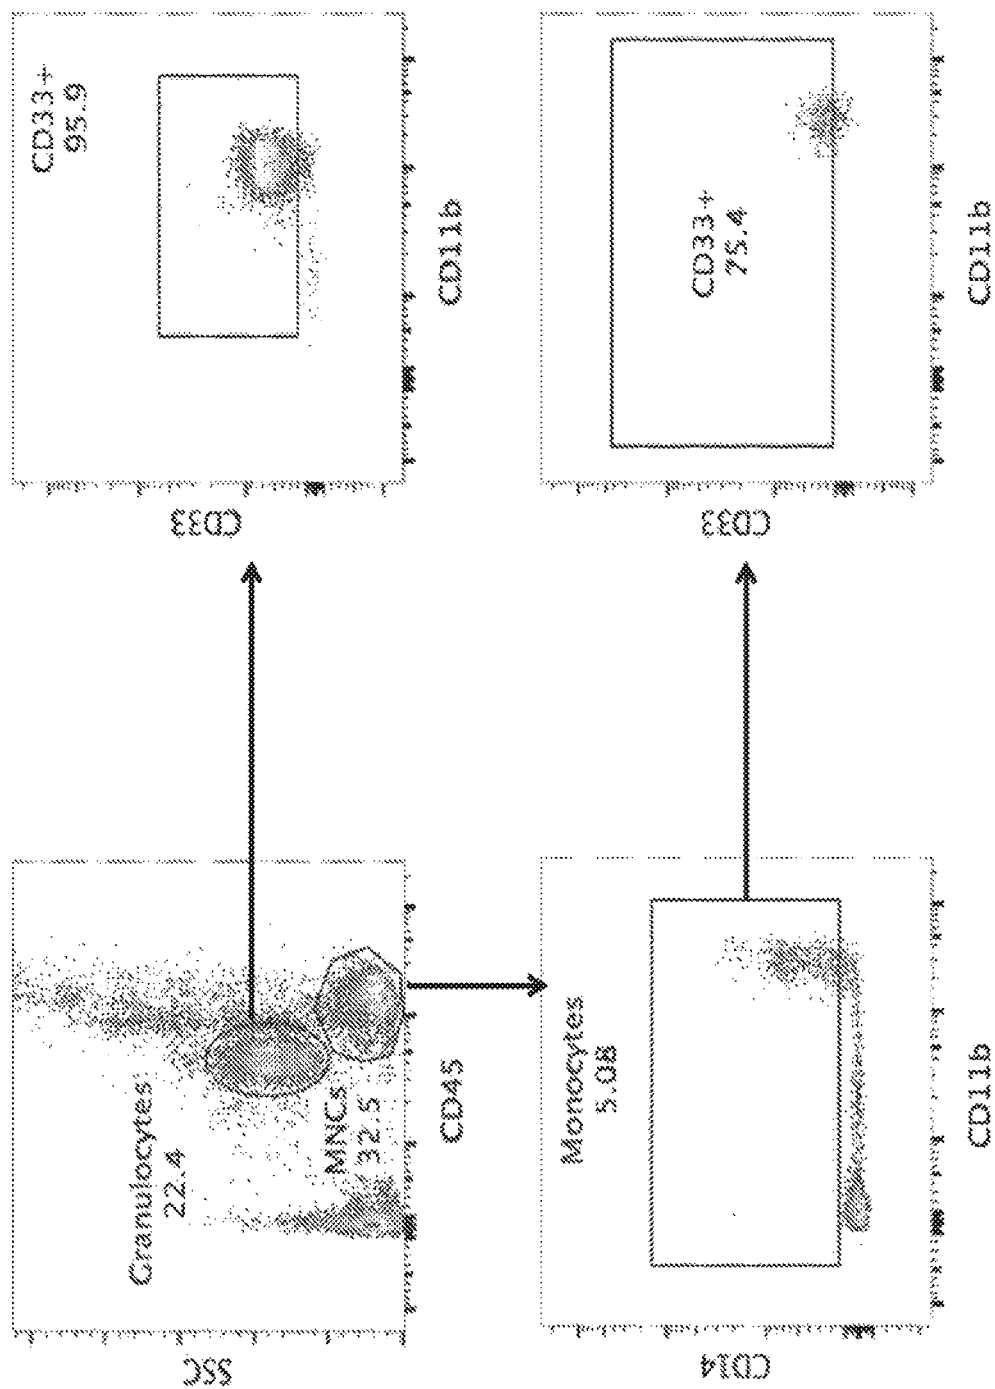 SSC
Granulocytes
22.4
MNCs
32.5
CD45
CD33
CD33+
95.9
CD11b
CD14
Monocytes
5.08
CD11b
CD33
CD33+
75.4
CD11b